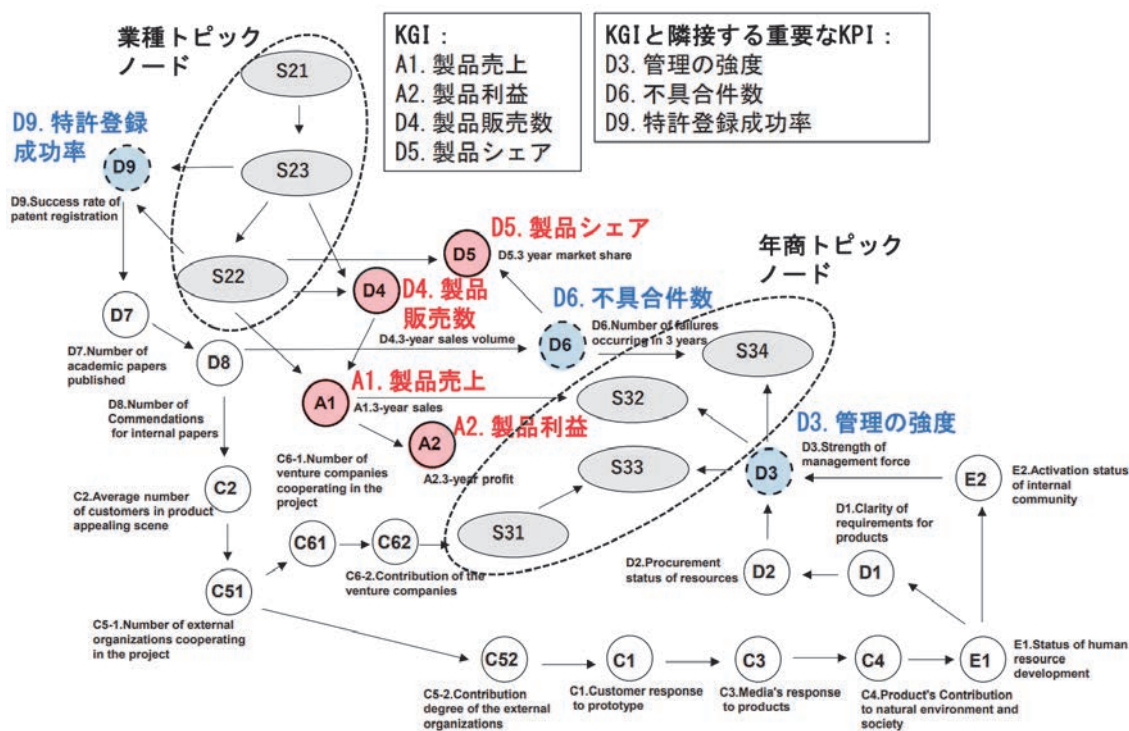 業種トピック
ノード
KGI：
A1. 製品売上
A2. 製品利益
D4. 製品販売数
D5. 製品シェア
KGIと隣接する重要なKPI：
D3. 管理の強度
D6. 不具合件数
D9. 特許登録成功率
S21
D9. 特許登録
成功率
D9
S23
D9.Success rate of
patent registration
S22
D5. 製品シェア
D5
D5.3 year market share
年商トピック
ノード
D4
D4. 製品
販売数
D4.3-year sales volume
D6. 不具合件数
D6.Number of failures
occurring in 3 years
D6
S34
D7
D7.Number of
academic papers
published
D8
D8.Number of
Commendations
for internal papers
A1. 製品売上
A1
A1.3-year sales
S32
A2. 製品利益
A2
A2.3-year profit
D3. 管理の強度
D3.Strength of
management force
D3
S33
C6-1.Number of
venture companies
cooperating in the
project
C2
C2.Average number
of customers in product
appealing scene
E2
E2.Activation status
of internal
community
D1.Clarity of
requirements for
products
S31
C61
C62
C6-2.Contribution of the
venture companies
D2.Procurement
status of resources
D2
D1
C51
C5-1.Number of external
organizations cooperating
in the project
C52
C5-2.Contribution
degree of the external
organizations
C1
C1.Customer response
to prototype
C3
C3.Media's response
to products
C4
C4.Product's Contribution
to natural environment and
society
E1
E1.Status of human
resource
development